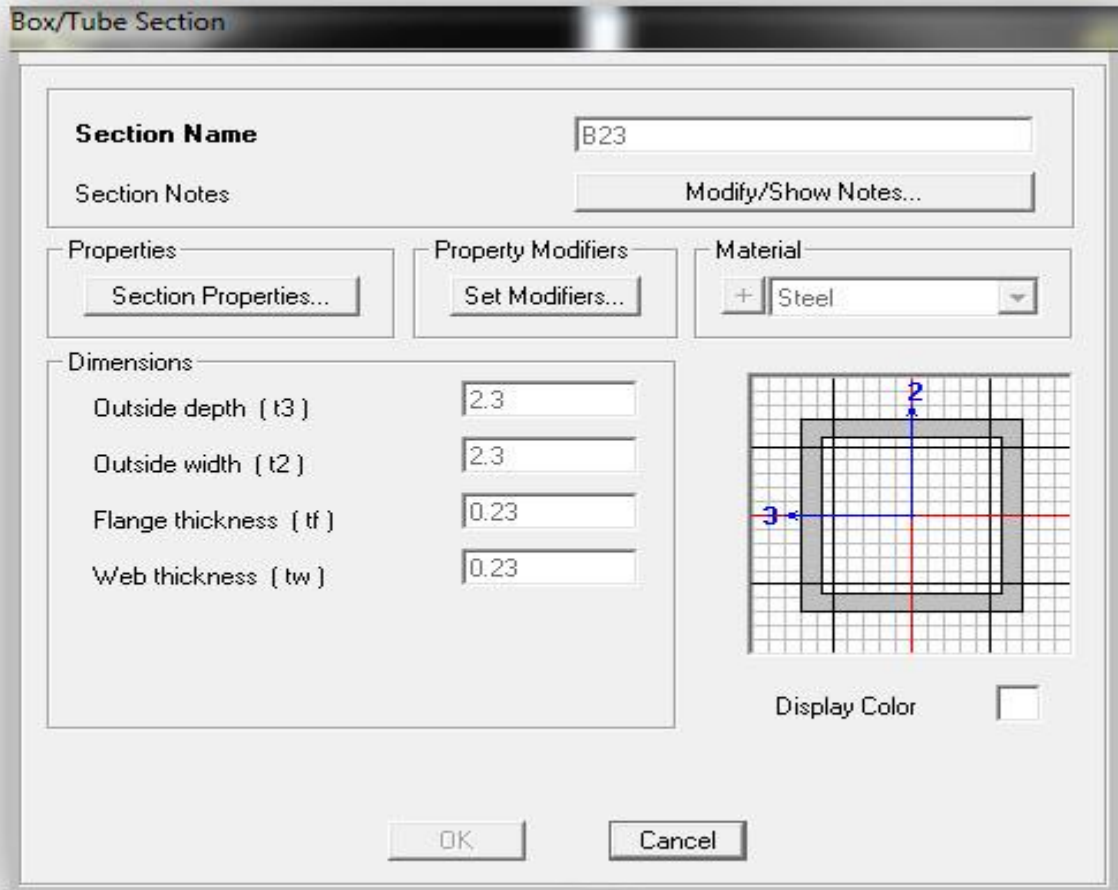 Box/Tube Section
Section Name B23
Section Notes Modify/Show Notes...
Properties Property Modifiers Material
Section Properties... Set Modifiers... + Steel
Dimensions
Outside depth ( t3 ) 2.3
Outside width ( t2 ) 2.3
Flange thickness ( tf ) 0.23
Web thickness ( tw ) 0.23
2
3
Display Color
OK Cancel